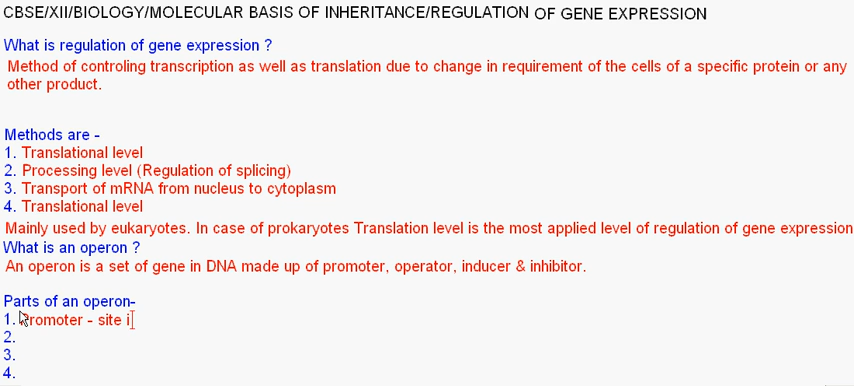 CBSE/XII/BIOLOGY/MOLECULAR BASIS OF INHERITANCE/REGULATION OF GENE EXPRESSION
What is regulation of gene expression ?
Method of controling transcription as well as translation due to change in requirement of the cells of a specific protein or any
other product.
Methods are -
1. Translational level
2. Processing level (Regulation of splicing)
3. Transport of mRNA from nucleus to cytoplasm
4. Translational level
Mainly used by eukaryotes. In case of prokaryotes Translation level is the most applied level of regulation of gene expression
What is an operon ?
An operon is a set of gene in DNA made up of promoter, operator, inducer & inhibitor.
Parts of an operon-
1. Promoter - site i
2.
3.
4.